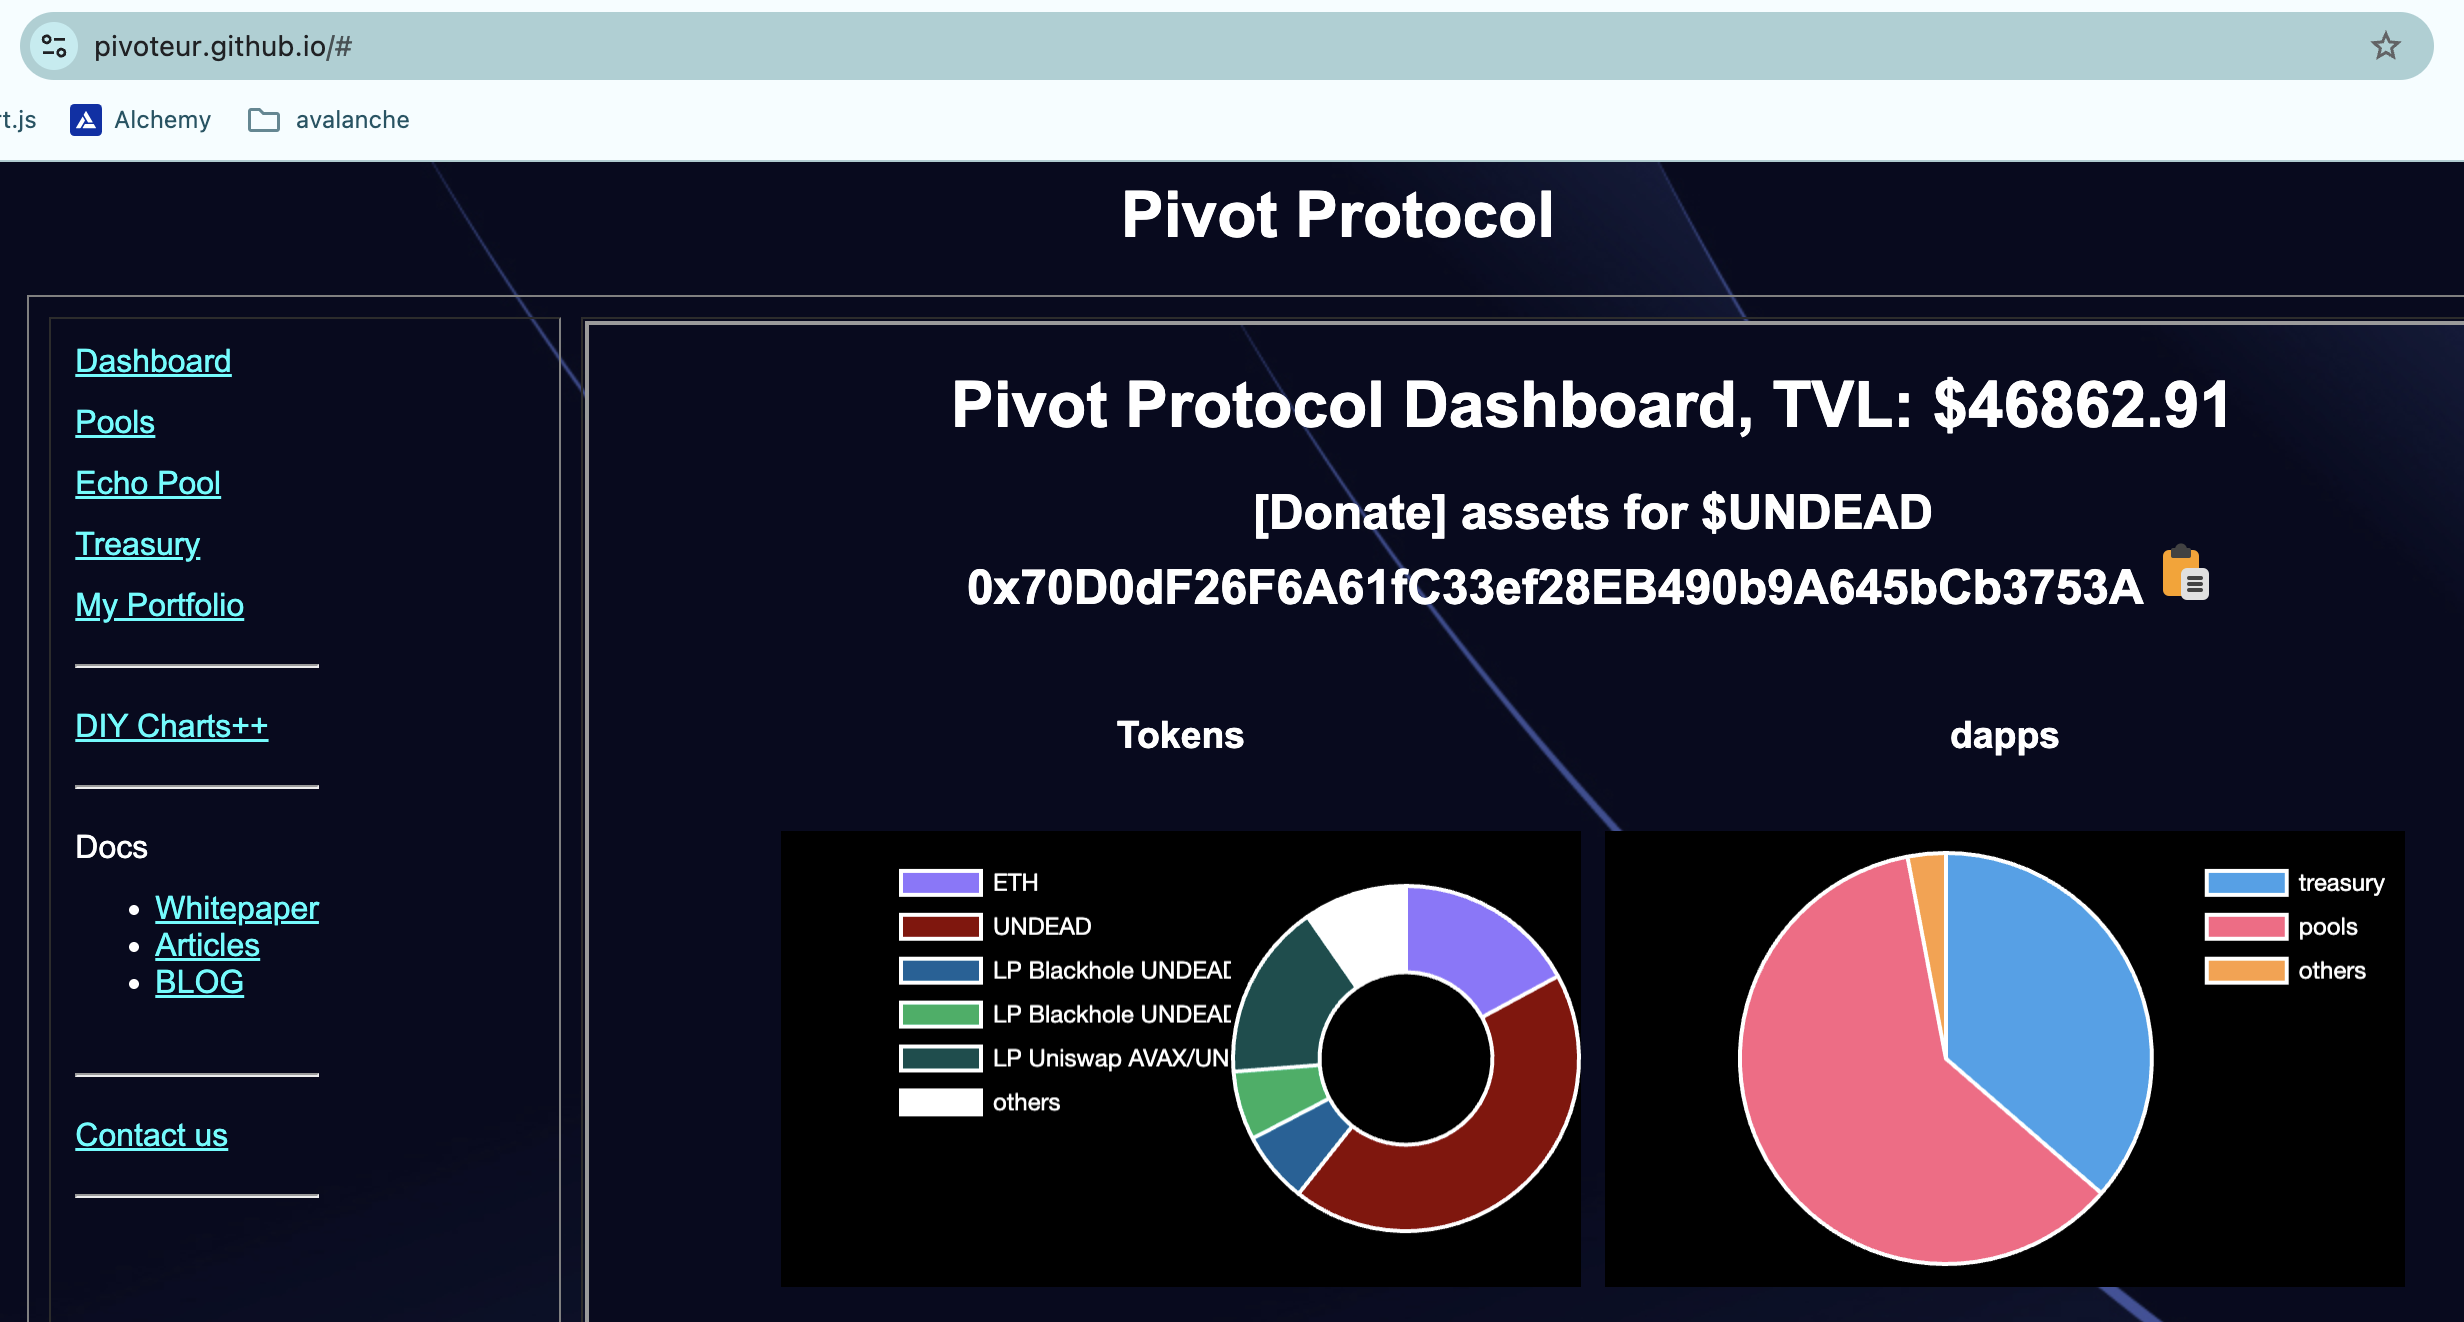 pivoteur.github.io/#
t.js Alchemy avalanche
Pivot Protocol
Dashboard
Pools
Echo Pool
Treasury
My Portfolio
DIY Charts++
Docs
Whitepaper
Articles
BLOG
Contact us
Pivot Protocol Dashboard, TVL: $46862.91
[Donate] assets for $UNDEAD
0x70D0dF26F6A61fC33ef28EB490b9A645bCb3753A
Tokens
ETH
UNDEAD
LP Blackhole UNDEAD
LP Blackhole UNDEAD
LP Uniswap AVAX/UN
others
dapps
treasury
pools
others